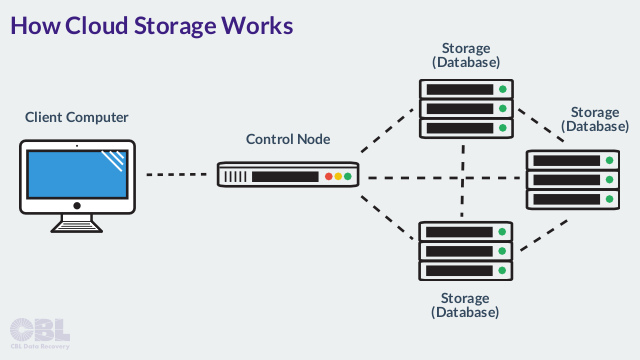 How Cloud Storage Works
Storage
(Database)
Client Computer
Control Node
Storage
(Database)
Storage
(Database)
CBL
CBL Data Recovery